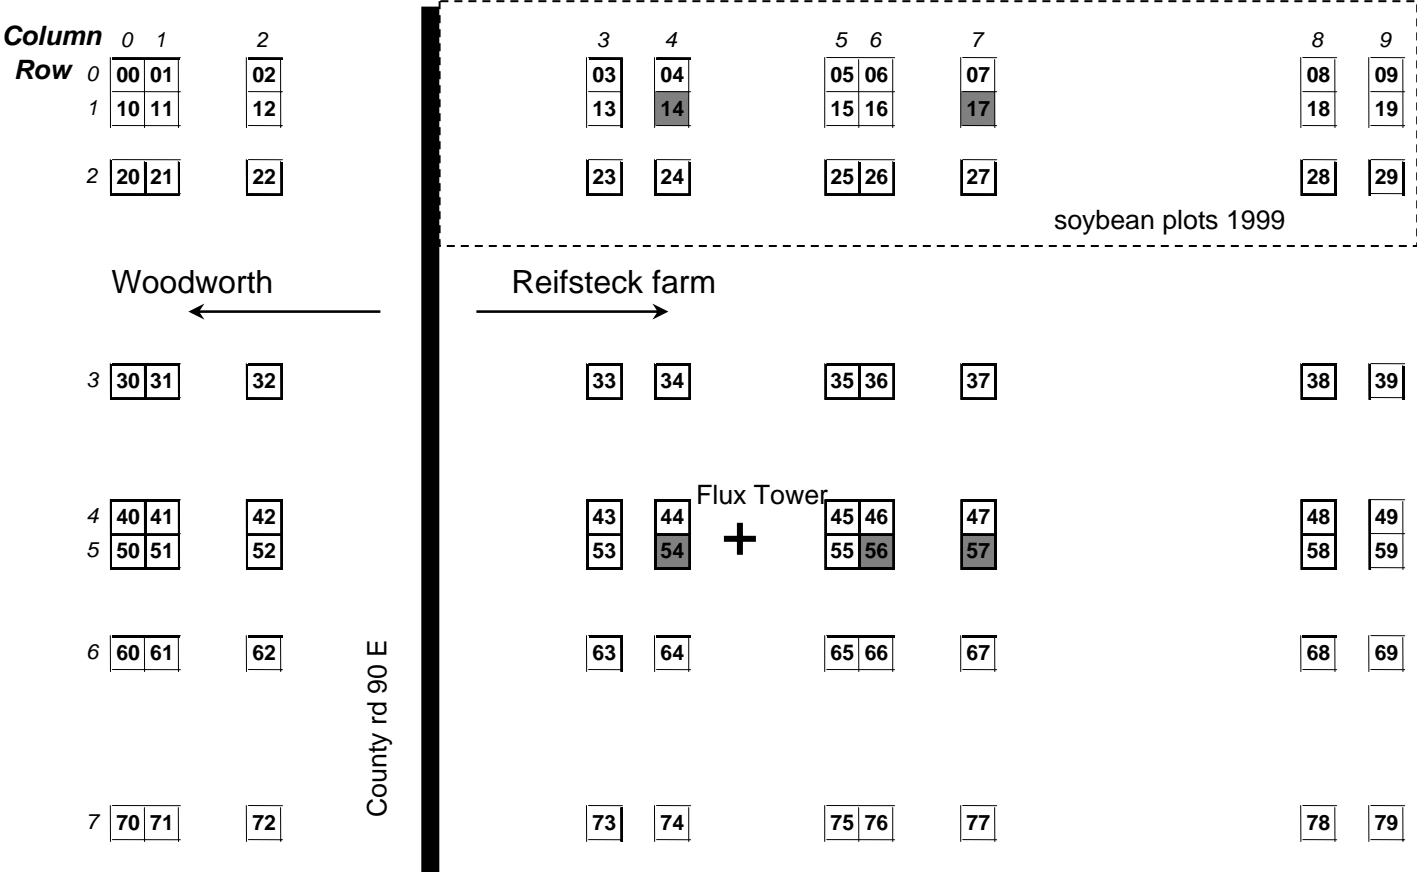 Column 0 1 2 3 4 5 6 7 8 9
Row 0 00 01 02 03 04 05 06 07 08 09
1 10 11 12 13 14 15 16 17 18 19
2 20 21 22 23 24 25 26 27 28 29
soybean plots 1999
Woodworth Reifsteck farm
3 30 31 32 33 34 35 36 37 38 39
Flux Tower
4 40 41 42 43 44 45 46 47 48 49
5 50 51 52 53 54 55 56 57 58 59
6 60 61 62 63 64 65 66 67 68 69
County rd 90 E
7 70 71 72 73 74 75 76 77 78 79